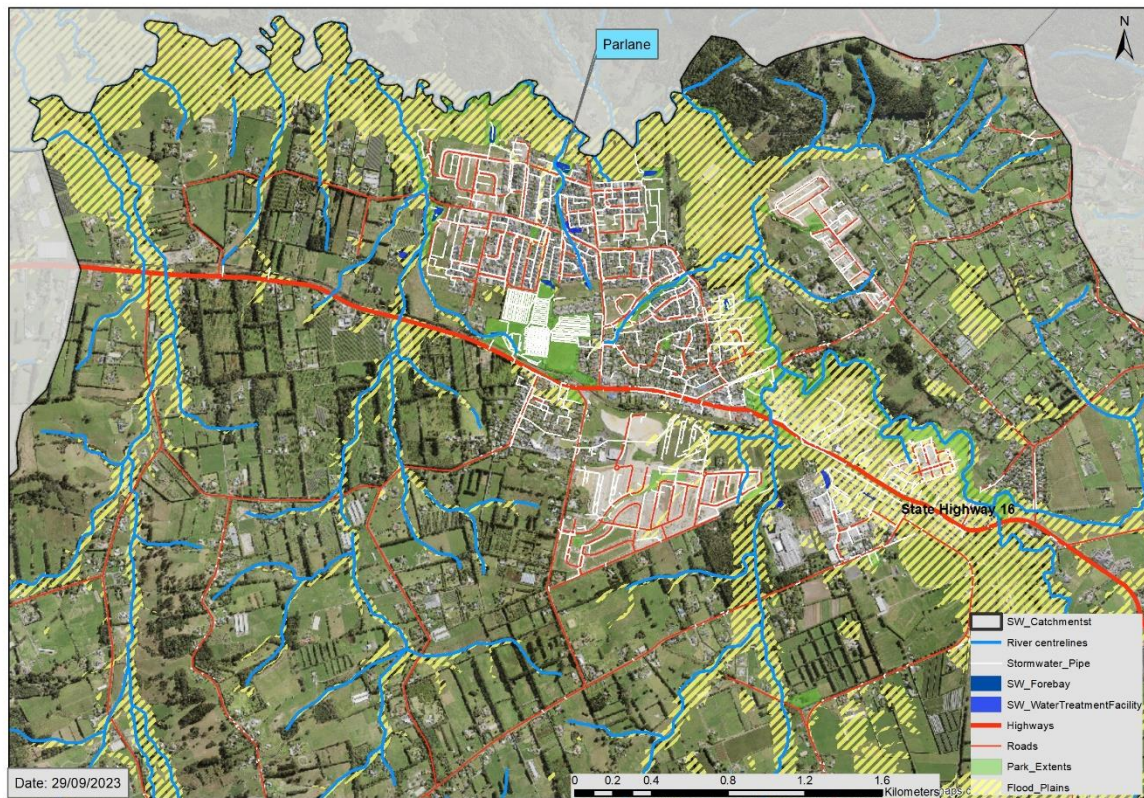 Parlane
N
State Highway 16
SW_Catchmentst
River centrelines
Stormwater_Pipe
SW_Forebay
SW_WaterTreatmentFacility
Highways
Roads
Park_Extents
Flood_Plains
Date: 29/09/2023
0 0.2 0.4 0.8 1.2 1.6
Kilometers